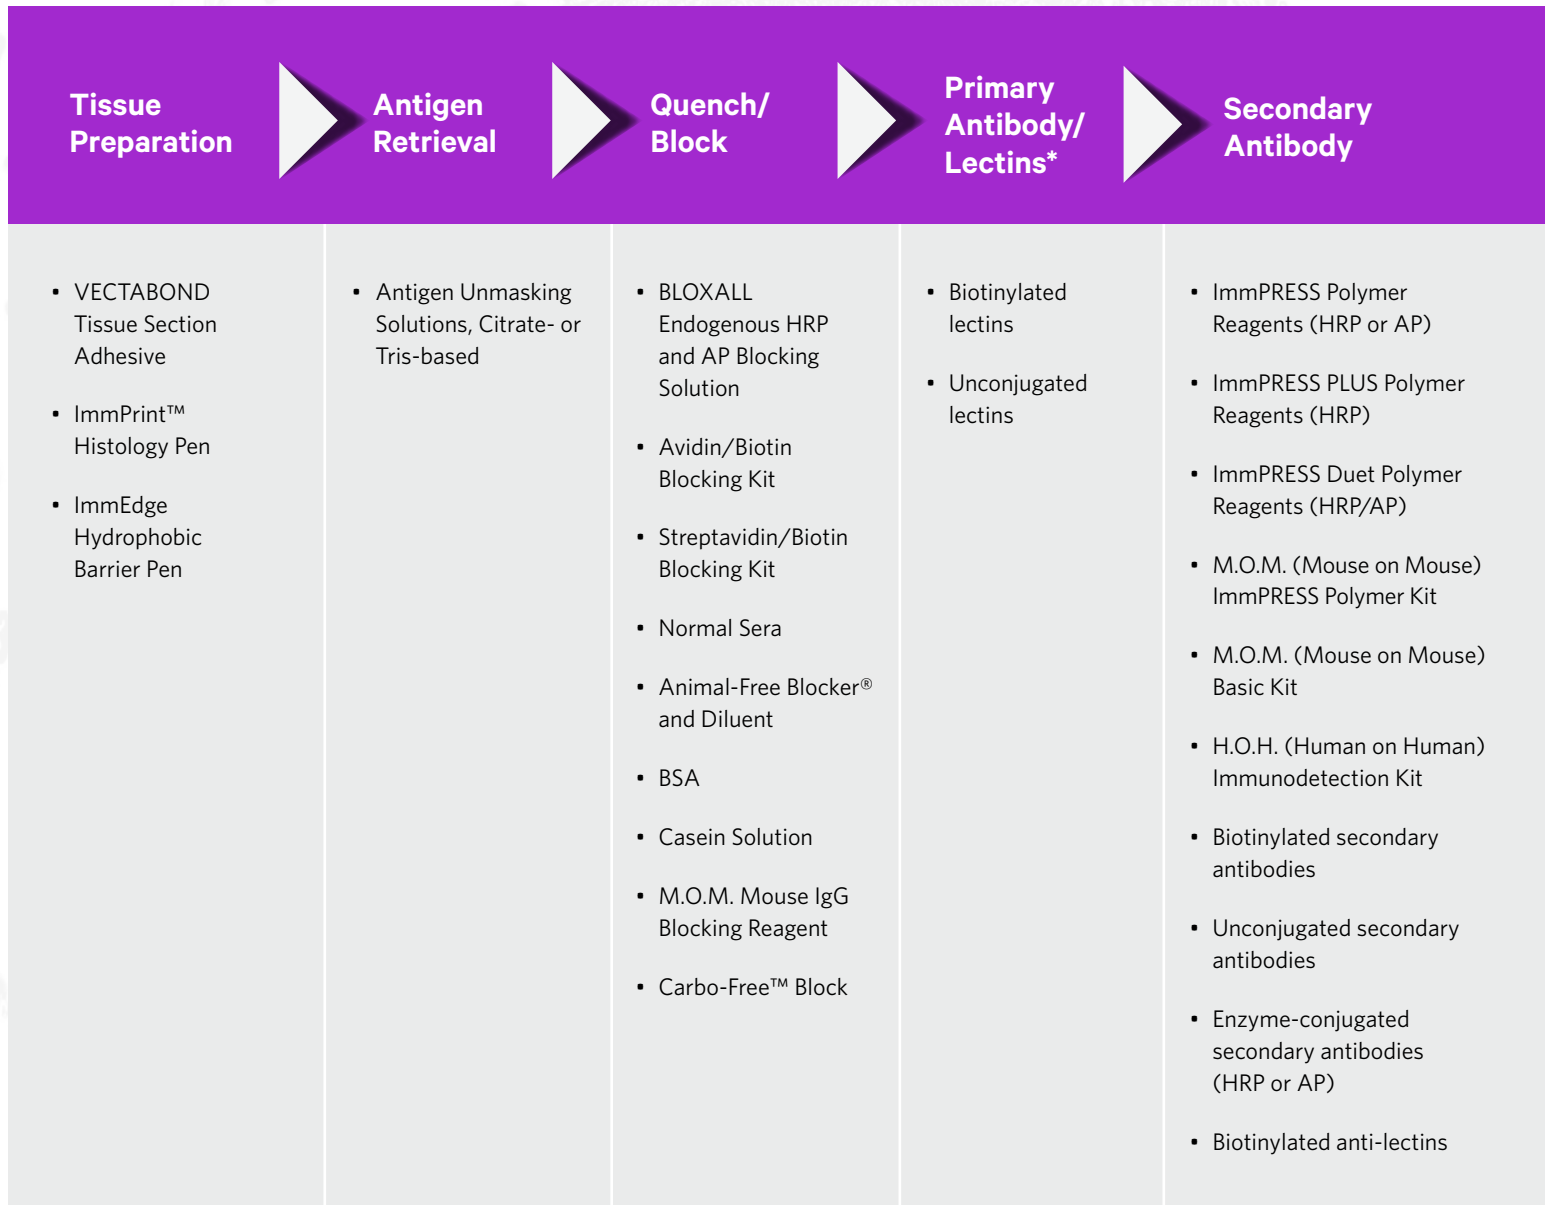 Tissue
Preparation
Antigen
Retrieval
Quench/
Block
Primary
Antibody/
Lectins*
Secondary
Antibody
• VECTABOND
Tissue Section
Adhesive
• ImmPrint™
Histology Pen
• ImmEdge
Hydrophobic
Barrier Pen
• Antigen Unmasking
Solutions, Citrate- or
Tris-based
• BLOXALL
Endogenous HRP
and AP Blocking
Solution
• Avidin/Biotin
Blocking Kit
• Streptavidin/Biotin
Blocking Kit
• Normal Sera
• Animal-Free Blocker®
and Diluent
• BSA
• Casein Solution
• M.O.M. Mouse IgG
Blocking Reagent
• Carbo-Free™ Block
• Biotinylated
lectins
• Unconjugated
lectins
• ImmPRESS Polymer
Reagents (HRP or AP)
• ImmPRESS PLUS Polymer
Reagents (HRP)
• ImmPRESS Duet Polymer
Reagents (HRP/AP)
• M.O.M. (Mouse on Mouse)
ImmPRESS Polymer Kit
• M.O.M. (Mouse on Mouse)
Basic Kit
• H.O.H. (Human on Human)
Immunodetection Kit
• Biotinylated secondary
antibodies
• Unconjugated secondary
antibodies
• Enzyme-conjugated
secondary antibodies
(HRP or AP)
• Biotinylated anti-lectins